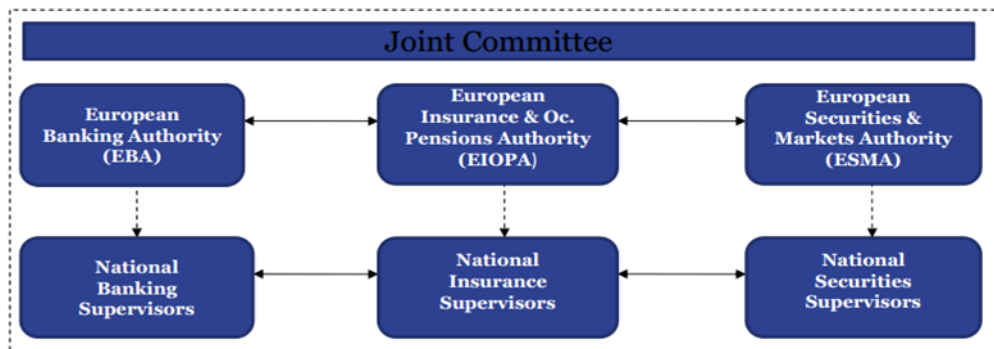 Joint Committee
European
Banking Authority
(EBA)
European
Insurance & Oc.
Pensions Authority
(EIOPA)
European
Securities &
Markets Authority
(ESMA)
National
Banking
Supervisors
National
Insurance
Supervisors
National
Securities
Supervisors